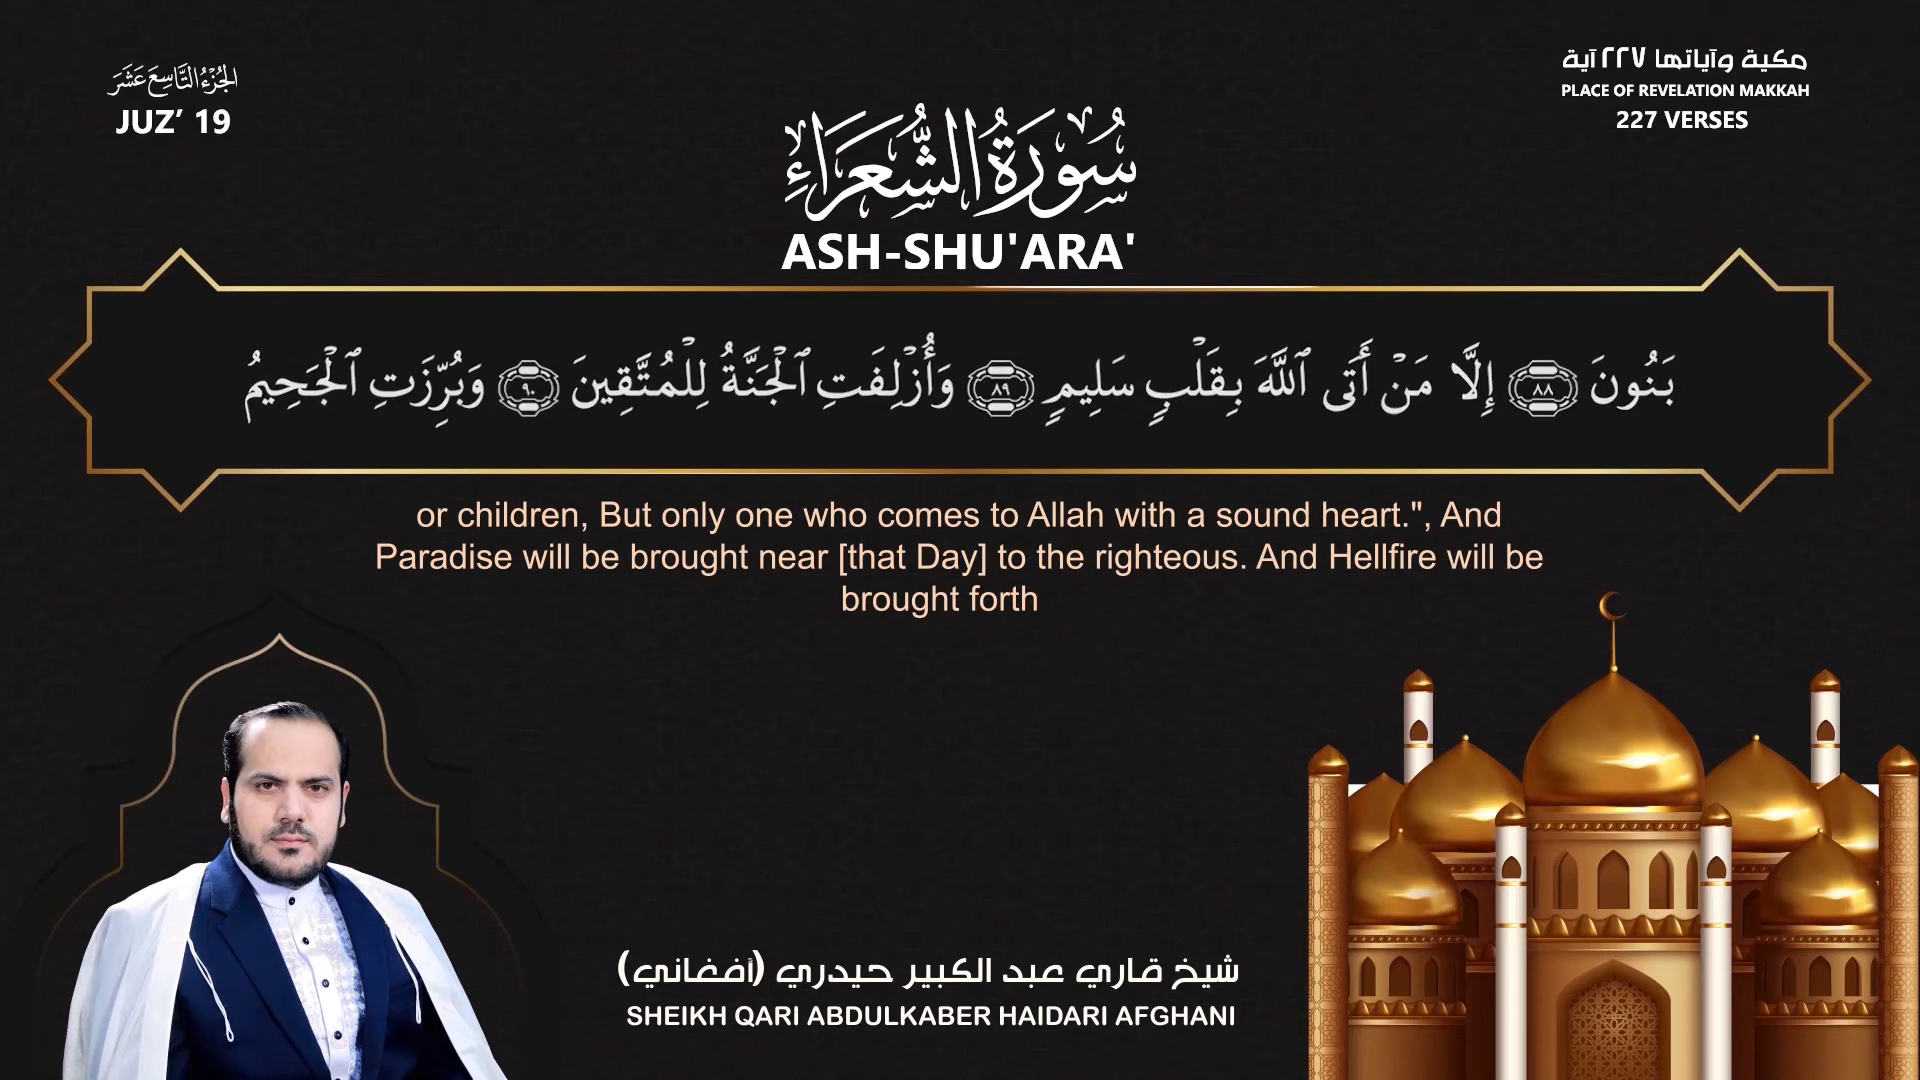 الجُزْءُ التَّاسِعَ عَشَرَ
JUZ’ 19
مكية وآياتها ٢٢٧ آية
PLACE OF REVELATION MAKKAH
227 VERSES
سُورَةُ الشُّعَرَاءِ
ASH-SHU'ARA'
بَنُونَ ٨٨ إِلَّا مَنْ أَتَى ٱللَّهَ بِقَلْبٍ سَلِيمٍ ٨٩ وَأُزْلِفَتِ ٱلْجَنَّةُ لِلْمُتَّقِينَ ٩٠ وَبُرِّزَتِ ٱلْجَحِيمُ
or children, But only one who comes to Allah with a sound heart.", And
Paradise will be brought near [that Day] to the righteous. And Hellfire will be
brought forth
شيخ قاري عبد الكبير حيدري (أفغاني)
SHEIKH QARI ABDULKABER HAIDARI AFGHANI